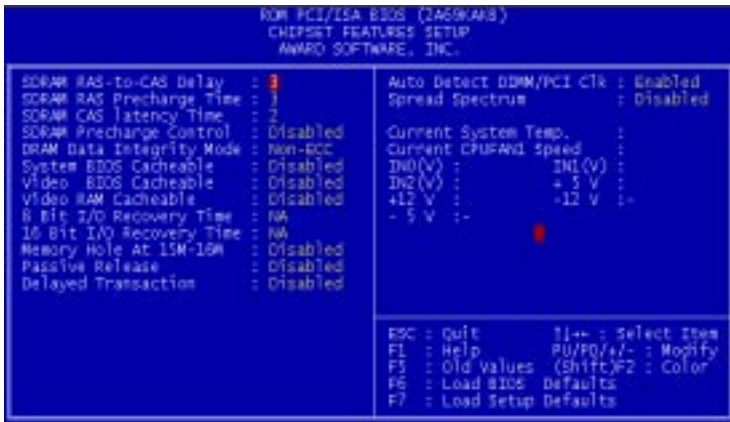 ROM PCI/ISA BIOS (2A69KAKB)
CHIPSET FEATURES SETUP
AWARD SOFTWARE, INC.
SDRAM RAS-to-CAS Delay : 3
SDRAM RAS Precharge Time : 3
SDRAM CAS latency Time : 2
SDRAM Precharge Control : Disabled
DRAM Data Integrity Mode : Non-ECC
System BIOS Cacheable : Disabled
Video BIOS Cacheable : Disabled
Video RAM Cacheable : Disabled
8 Bit I/O Recovery Time : NA
16 Bit I/O Recovery Time : NA
Memory Hole At 15M-16M : Disabled
Passive Release : Disabled
Delayed Transaction : Disabled
Auto Detect DIMM/PCI Clk : Enabled
Spread Spectrum : Disabled
Current System Temp. :
Current CPUFAN1 Speed :
IN0(V) : IN1(V) :
IN2(V) : + 5 V :
+12 V : -12 V :-
- 5 V :-
ESC : Quit ↑↓→← : Select Item
F1 : Help PU/PD/+/- : Modify
F5 : Old Values (Shift)F2 : Color
F6 : Load BIOS Defaults
F7 : Load Setup Defaults